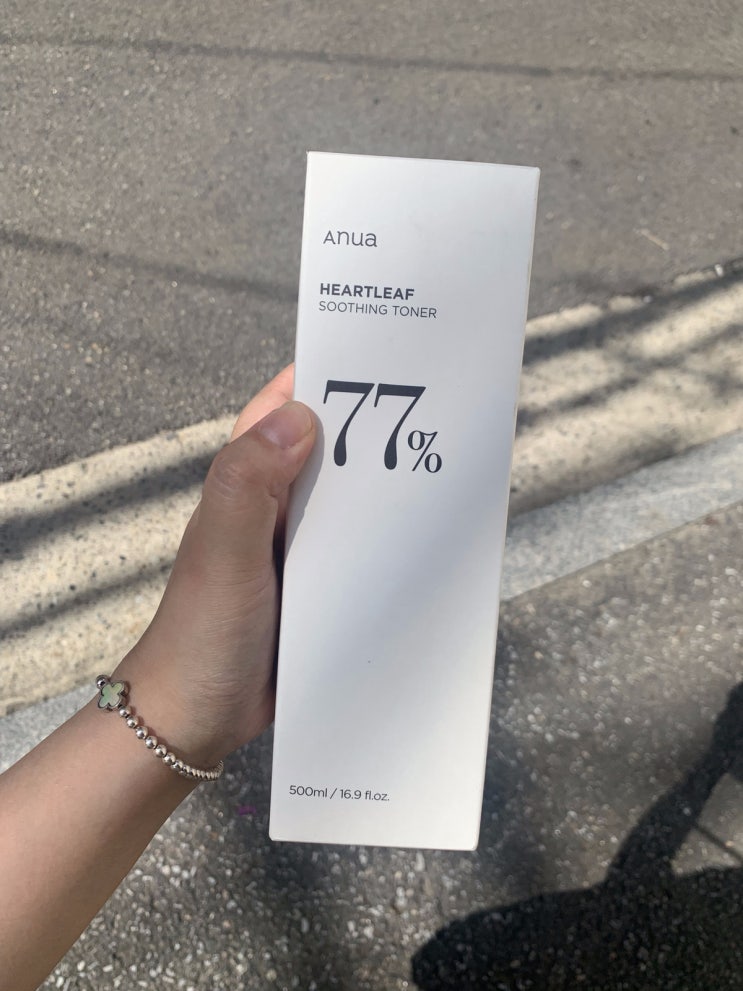 Anua
HEARTLEAF
SOOTHING TONER
77%
500ml / 16.9 fl.oz.